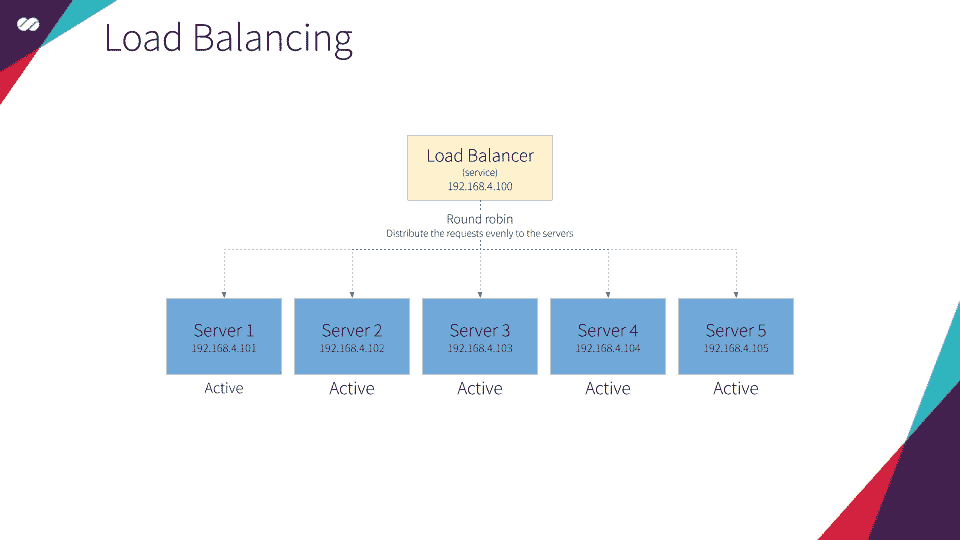 Load Balancing
Load Balancer
(service)
192.168.4.100
Round robin
Distribute the requests evenly to the servers
Server 1
192.168.4.101
Active
Server 2
192.168.4.102
Active
Server 3
192.168.4.103
Active
Server 4
192.168.4.104
Active
Server 5
192.168.4.105
Active